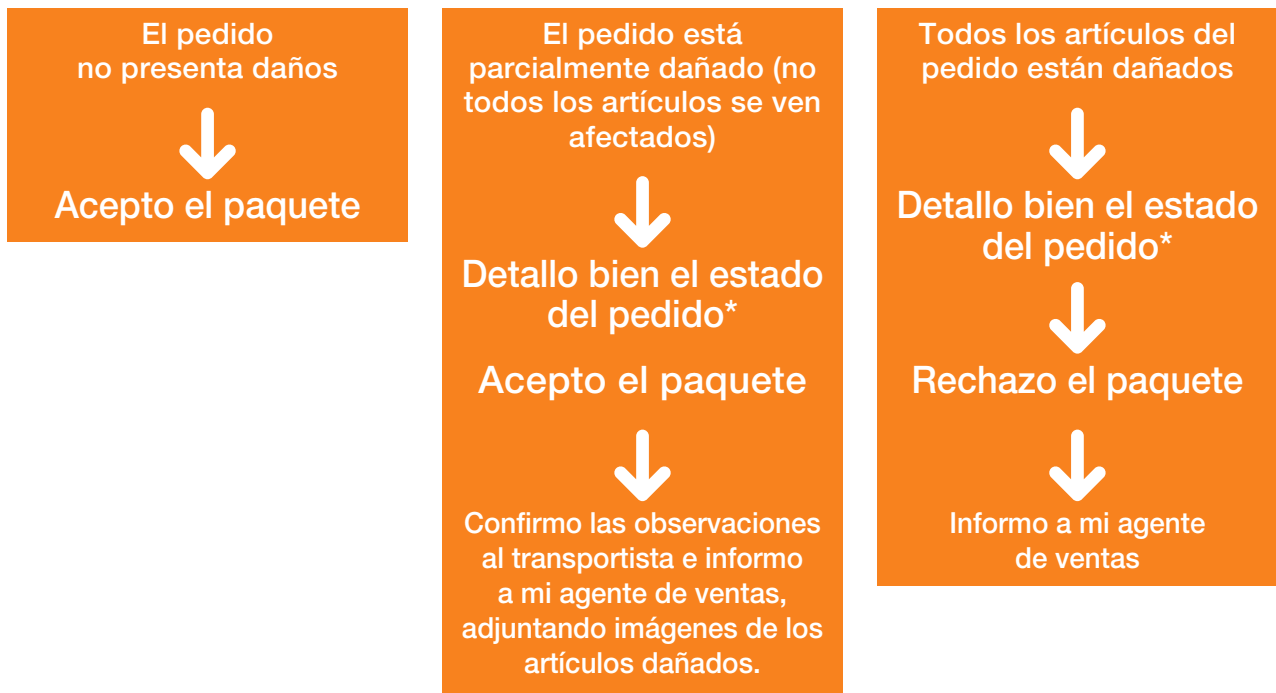 El pedido
no presenta daños
Acepto el paquete
El pedido está
parcialmente dañado (no
todos los artículos se ven
afectados)
Detallo bien el estado
del pedido*
Acepto el paquete
Confirmo las observaciones
al transportista e informo
a mi agente de ventas,
adjuntando imágenes de los
artículos dañados.
Todos los artículos del
pedido están dañados
Detallo bien el estado
del pedido*
Rechazo el paquete
Informo a mi agente
de ventas